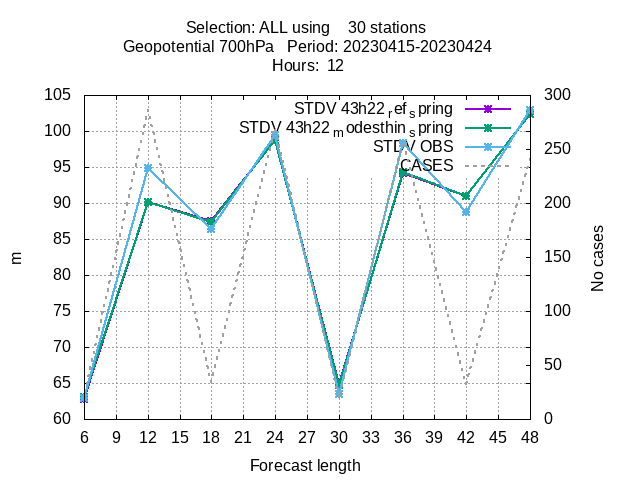 Selection: ALL using    30 stations
Geopotential 700hPa   Period: 20230415-20230424
Hours:  12
STDV 43h22ref_spring
STDV 43h22modesthin_spring
STDV OBS
CASES
105
100
95
90
85
80
75
70
65
60
300
250
200
150
100
50
0
6 9 12 15 18 21 24 27 30 33 36 39 42 45 48
m
No cases
Forecast length